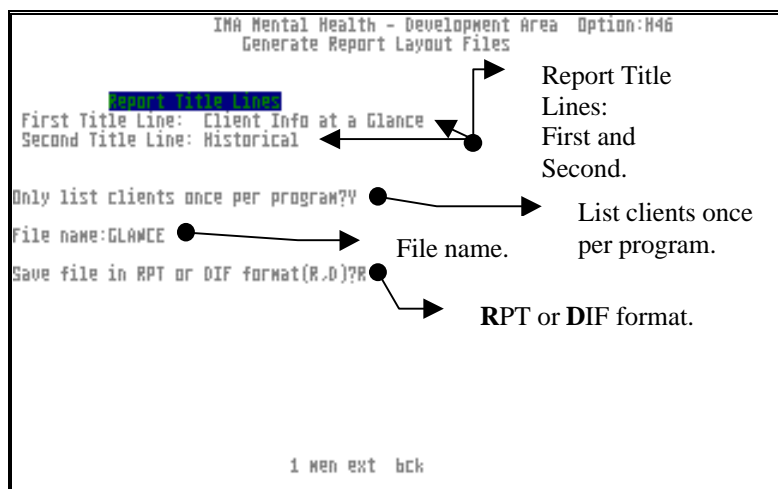 IMA Mental Health - Development Area Option:H46
Generate Report Layout Files
Report Title Lines
First Title Line: Client Info at a Glance
Second Title Line: Historical
Report Title
Lines:
First and
Second.
Only list clients once per program?Y
List clients once
per program.
File name:GLANCE
File name.
Save file in RPT or DIF format(R,D)?R
RPT or DIF format.
1 men ext bck